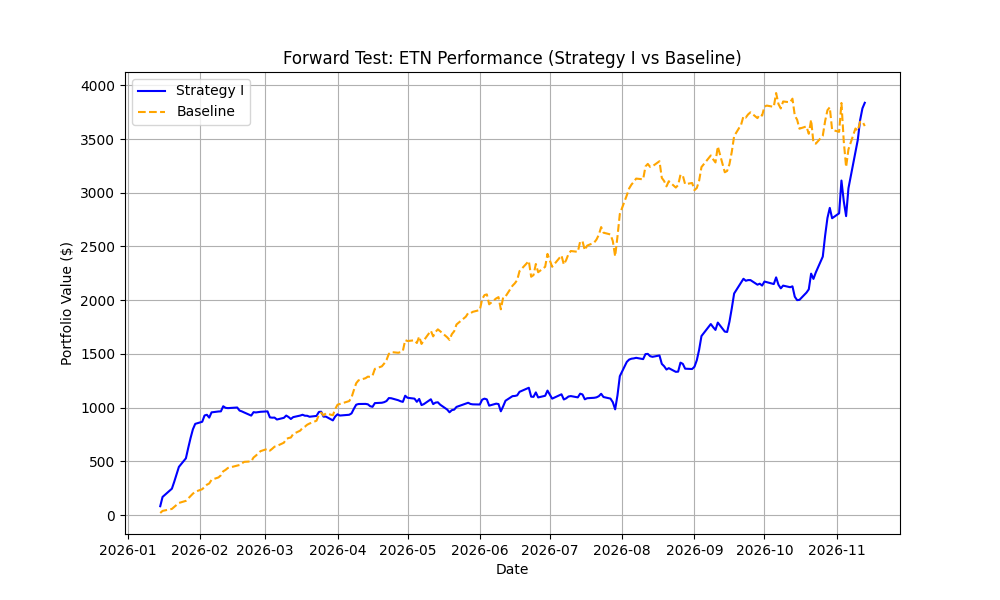 Forward Test: ETN Performance (Strategy I vs Baseline)
Strategy I
Baseline
Portfolio Value ($)
4000
3500
3000
2500
2000
1500
1000
500
0
2026-01 2026-02 2026-03 2026-04 2026-05 2026-06 2026-07 2026-08 2026-09 2026-10 2026-11
Date